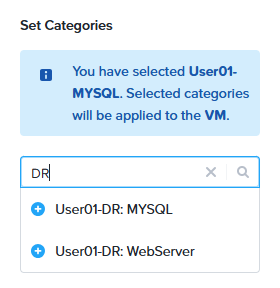 Set Categories
You have selected User01-
MYSQL. Selected categories
will be applied to the VM.
DR
User01-DR: MYSQL
User01-DR: WebServer